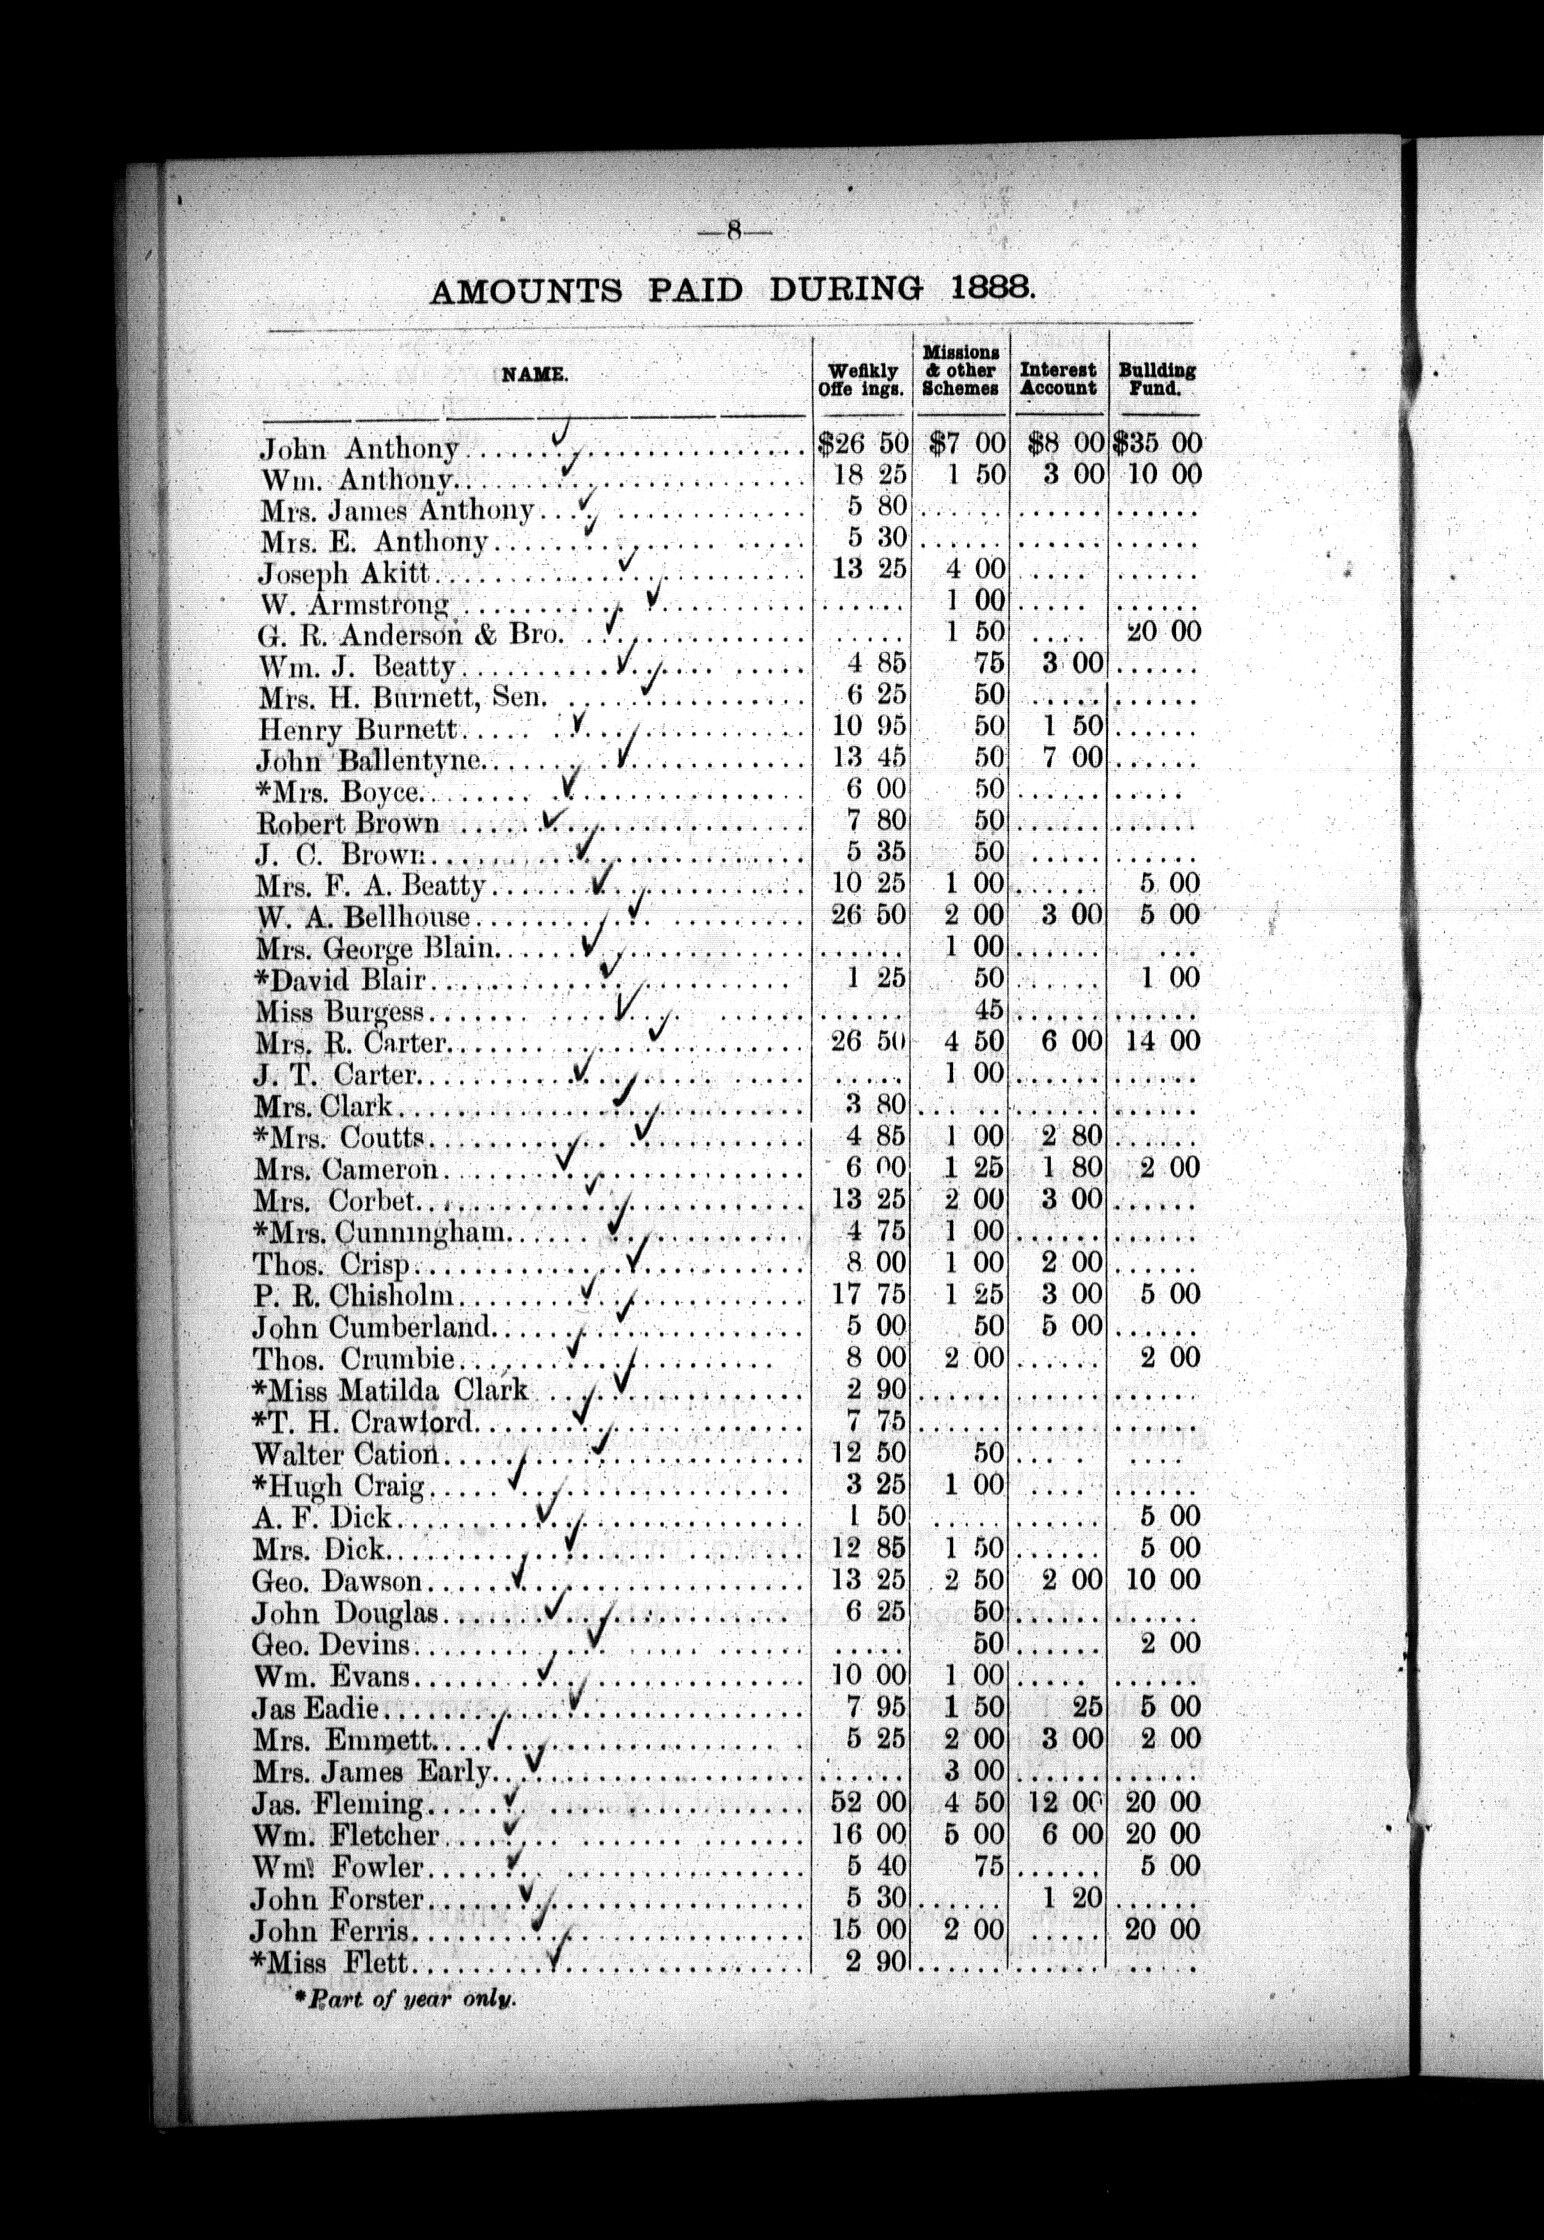 —8—
AMOUNTS PAID DURING 1888.
NAME. Weekly Offe ings. Missions & other Schemes Interest Account Building Fund.
John Anthony $26 50 $7 00 $8 00 $35 00
Wm. Anthony 18 25 1 50 3 00 10 00
Mrs. James Anthony 5 80
Mrs. E. Anthony 5 30
Joseph Akitt 13 25 4 00
W. Armstrong 1 00
G. R. Anderson & Bro. 1 50 20 00
Wm. J. Beatty 4 85 75 3 00
Mrs. H. Burnett, Sen. 6 25 50
Henry Burnett 10 95 50 1 50
John Ballentyne 13 45 50 7 00
*Mrs. Boyce 6 00 50
Robert Brown 7 80 50
J. C. Brown 5 35 50
Mrs. F. A. Beatty 10 25 1 00 5 00
W. A. Bellhouse 26 50 2 00 3 00 5 00
Mrs. George Blain 1 00
*David Blair 1 25 50 1 00
Miss Burgess 45
Mrs. R. Carter 26 50 4 50 6 00 14 00
J. T. Carter 1 00
Mrs. Clark 3 80
*Mrs. Coutts 4 85 1 00 2 80
Mrs. Cameron 6 00 1 25 1 80 2 00
Mrs. Corbet 13 25 2 00 3 00
*Mrs. Cunningham 4 75 1 00
Thos. Crisp 8 00 1 00 2 00
P. R. Chisholm 17 75 1 25 3 00 5 00
John Cumberland 5 00 50 5 00
Thos. Crumbie 8 00 2 00 2 00
*Miss Matilda Clark 2 90
*T. H. Crawford 7 75
Walter Cation 12 50 50
*Hugh Craig 3 25 1 00
A. F. Dick 1 50 5 00
Mrs. Dick 12 85 1 50 5 00
Geo. Dawson 13 25 2 50 2 00 10 00
John Douglas 6 25 50
Geo. Devins 50 2 00
Wm. Evans 10 00 1 00
Jas Eadie 7 95 1 50 25 5 00
Mrs. Emmett 5 25 2 00 3 00 2 00
Mrs. James Early 3 00
Jas. Fleming 52 00 4 50 12 00 20 00
Wm. Fletcher 16 00 5 00 6 00 20 00
Wm. Fowler 5 40 75 5 00
John Forster 5 30 1 20
John Ferris 15 00 2 00 20 00
*Miss Flett 2 90
*Part of year only.